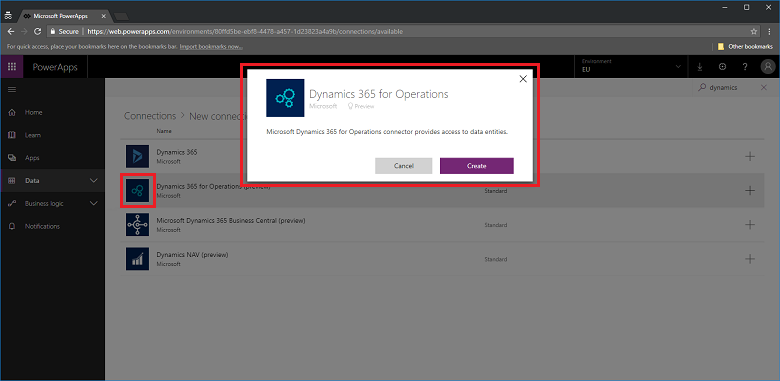 Microsoft PowerApps
Secure
https://web.powerapps.com/environments/80ffd5be-ebf8-4478-a457-1d23823a4a9b/connections/available
For quick access, place your bookmarks here on the bookmarks bar. Import bookmarks now...
Other bookmarks
PowerApps
Environment
EU
dynamics
Home
Learn
Apps
Data
Business logic
Notifications
Connections > New connec
Name
Dynamics 365
Microsoft
Standard
Dynamics 365 for Operations (preview)
Microsoft
Standard
Microsoft Dynamics 365 Business Central (preview)
Microsoft
Standard
Dynamics NAV (preview)
Microsoft
Standard
Dynamics 365 for Operations
Microsoft
Preview
Microsoft Dynamics 365 for Operations connector provides access to data entities.
Cancel
Create